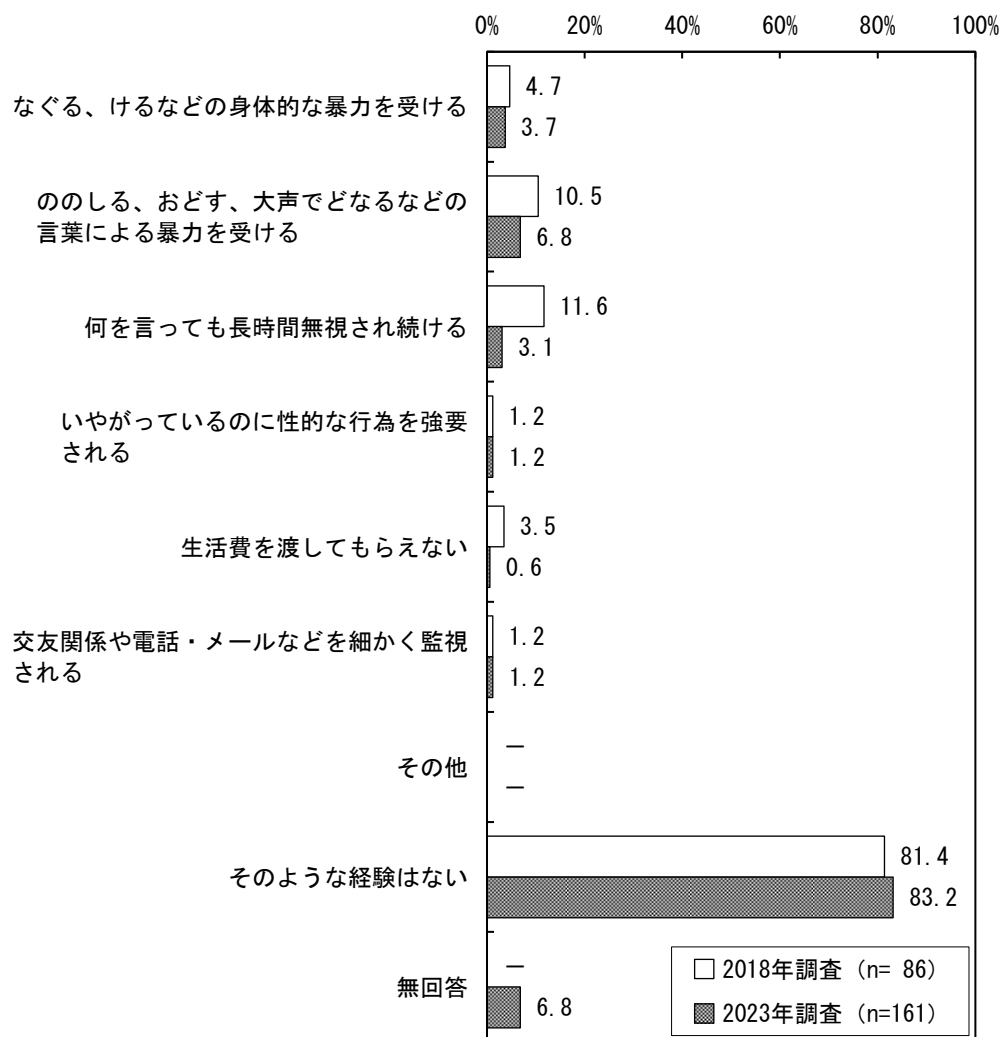 0% 20% 40% 60% 80% 100%
なぐる、けるなどの身体的な暴力を受ける
4.7
3.7
ののしる、おどす、大声でどなるなどの
言葉による暴力を受ける
10.5
6.8
何を言っても長時間無視され続ける
11.6
3.1
いやがっているのに性的な行為を強要
される
1.2
1.2
生活費を渡してもらえない
3.5
0.6
交友関係や電話・メールなどを細かく監視
される
1.2
1.2
その他
―
―
そのような経験はない
81.4
83.2
無回答
―
6.8
2018年調査（n= 86）
2023年調査（n=161）